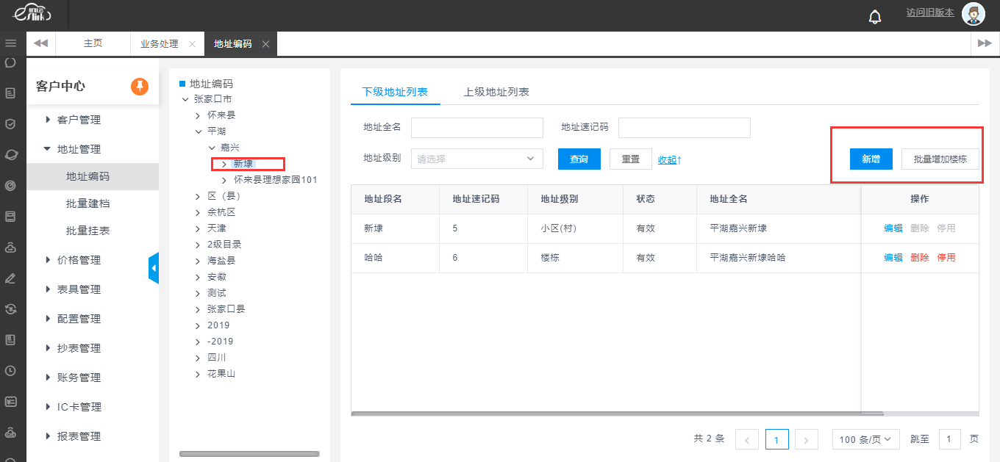 访问旧版本
主页
业务处理
地址编码
客户中心
客户管理
地址管理
地址编码
批量建档
批量挂表
价格管理
表具管理
配置管理
抄表管理
账务管理
IC卡管理
报表管理
地址编码
张家口市
怀来县
平湖
嘉兴
新埭
怀来县理想家园101
区（县）
余杭区
天津
2级目录
海盐县
安徽
测试
张家口县
2019
-2019
四川
花果山
下级地址列表 上级地址列表
地址全名 地址速记码
地址级别 请选择 查询 重置 收起↑ 新增 批量增加楼栋
地址段名 地址速记码 地址级别 状态 地址全名 操作
新埭 5 小区(村) 有效 平湖嘉兴新埭 编辑 删除 停用
哈哈 6 楼栋 有效 平湖嘉兴新埭哈哈 编辑 删除 停用
共 2 条 1 100 条/页 跳至 1 页